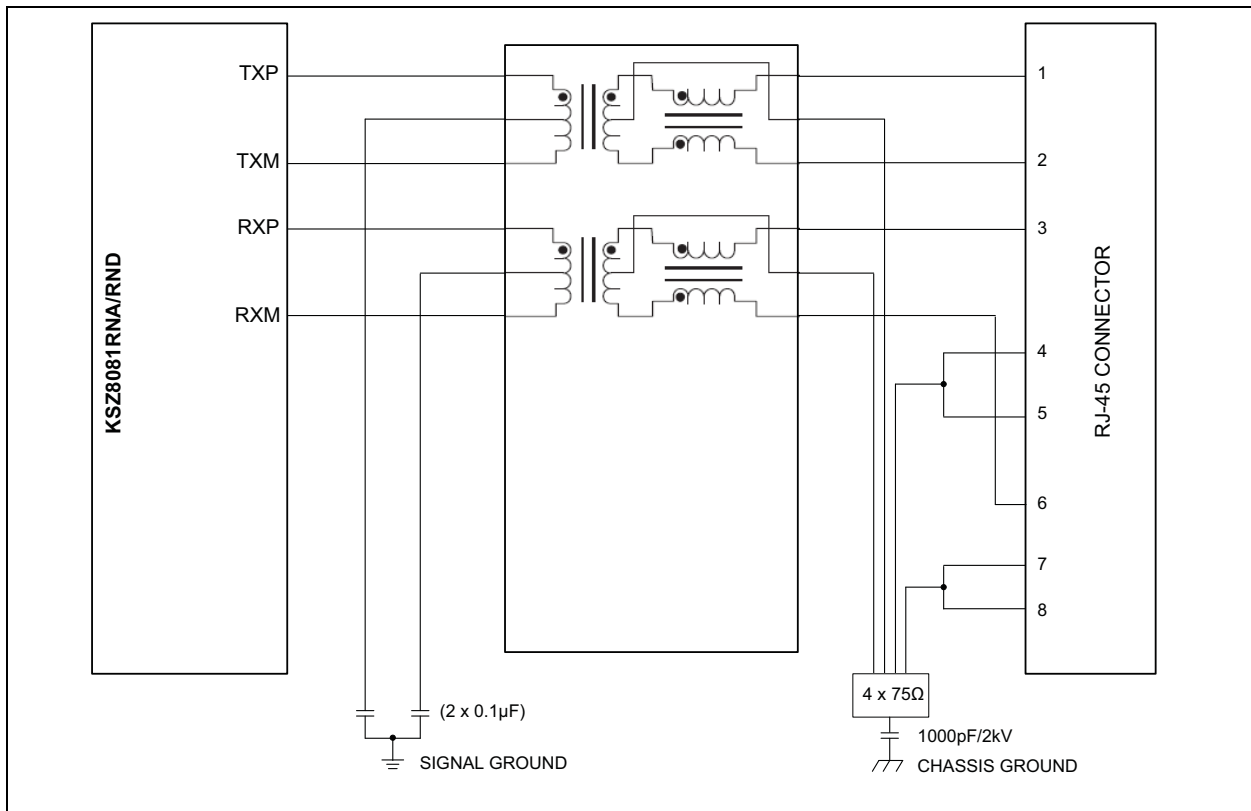 KSZ8081RNA/RND
TXP
TXM
RXP
RXM
1
2
3
4
5
6
7
8
RJ-45 CONNECTOR
(2 x 0.1µF)
SIGNAL GROUND
4 x 75Ω
1000pF/2kV
CHASSIS GROUND